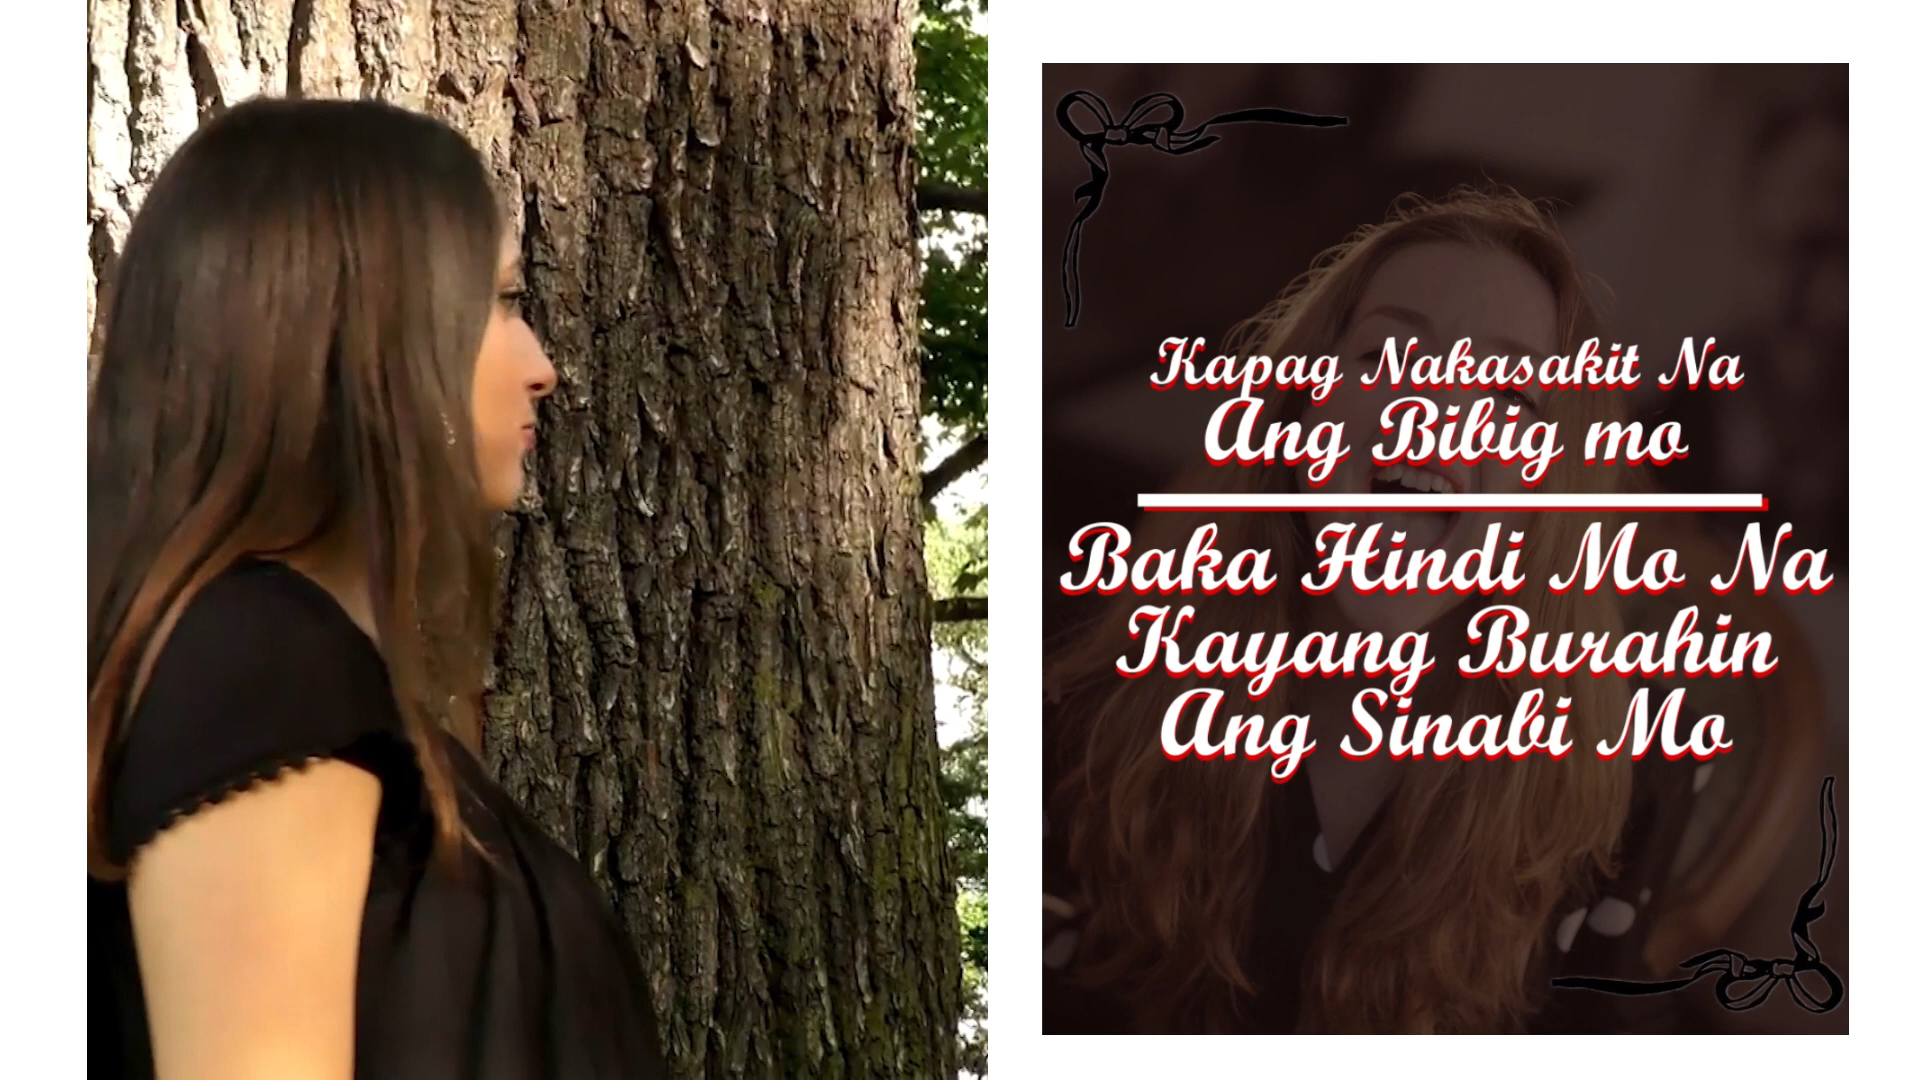 Kapag Nakasakit Na
Ang Bibig mo
Baka Hindi Mo Na
Kayang Burahin
Ang Sinabi Mo